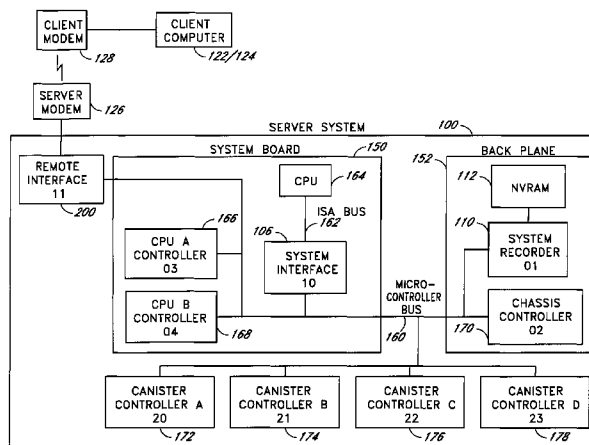 CLIENT
MODEM
128
CLIENT
COMPUTER
122/124
SERVER
MODEM
126
SERVER SYSTEM
100
REMOTE
INTERFACE
11
200
SYSTEM BOARD
150
CPU
164
ISA BUS
162
166
CPU A
CONTROLLER
03
106
SYSTEM
INTERFACE
10
CPU B
CONTROLLER
04
168
MICRO-
CONTROLLER
BUS
160
152
BACK PLANE
112
NVRAM
110
SYSTEM
RECORDER
01
CHASSIS
CONTROLLER
02
170
CANISTER
CONTROLLER A
20
172
CANISTER
CONTROLLER B
21
174
CANISTER
CONTROLLER C
22
176
CANISTER
CONTROLLER D
23
178